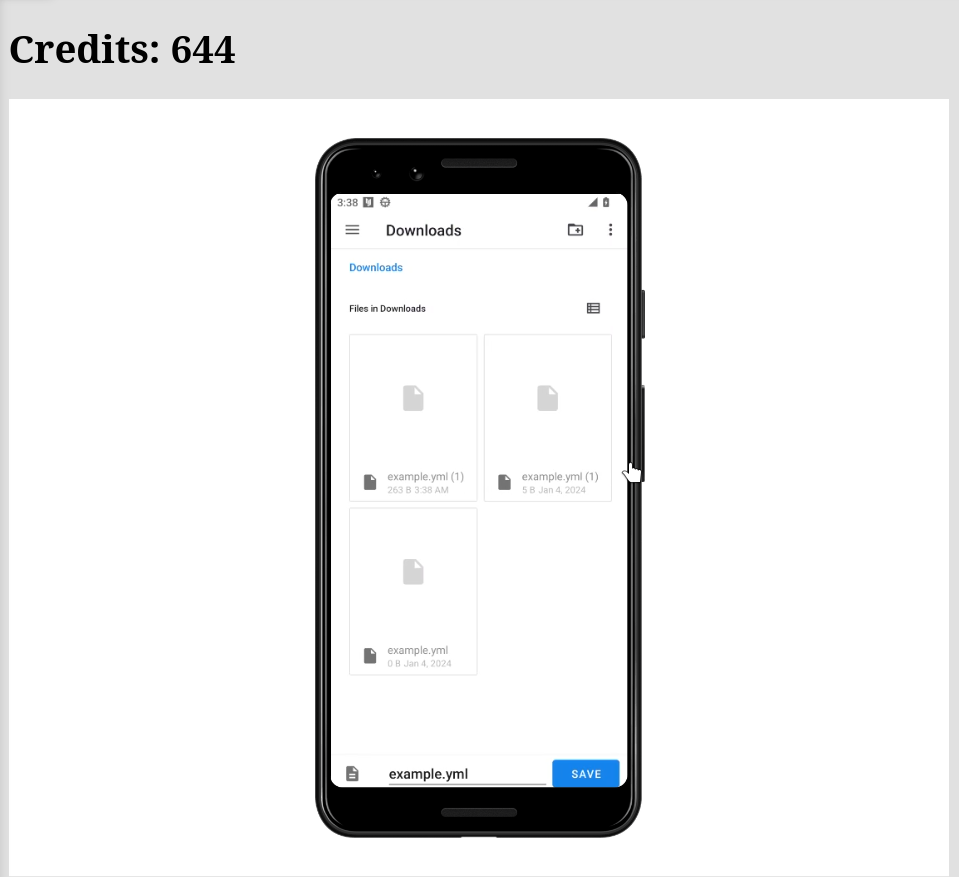 Credits: 644
3:38
Downloads
Downloads
Files in Downloads
example.yml (1)
263 B 3:38 AM
example.yml (1)
5 B Jan 4, 2024
example.yml
0 B Jan 4, 2024
example.yml
SAVE